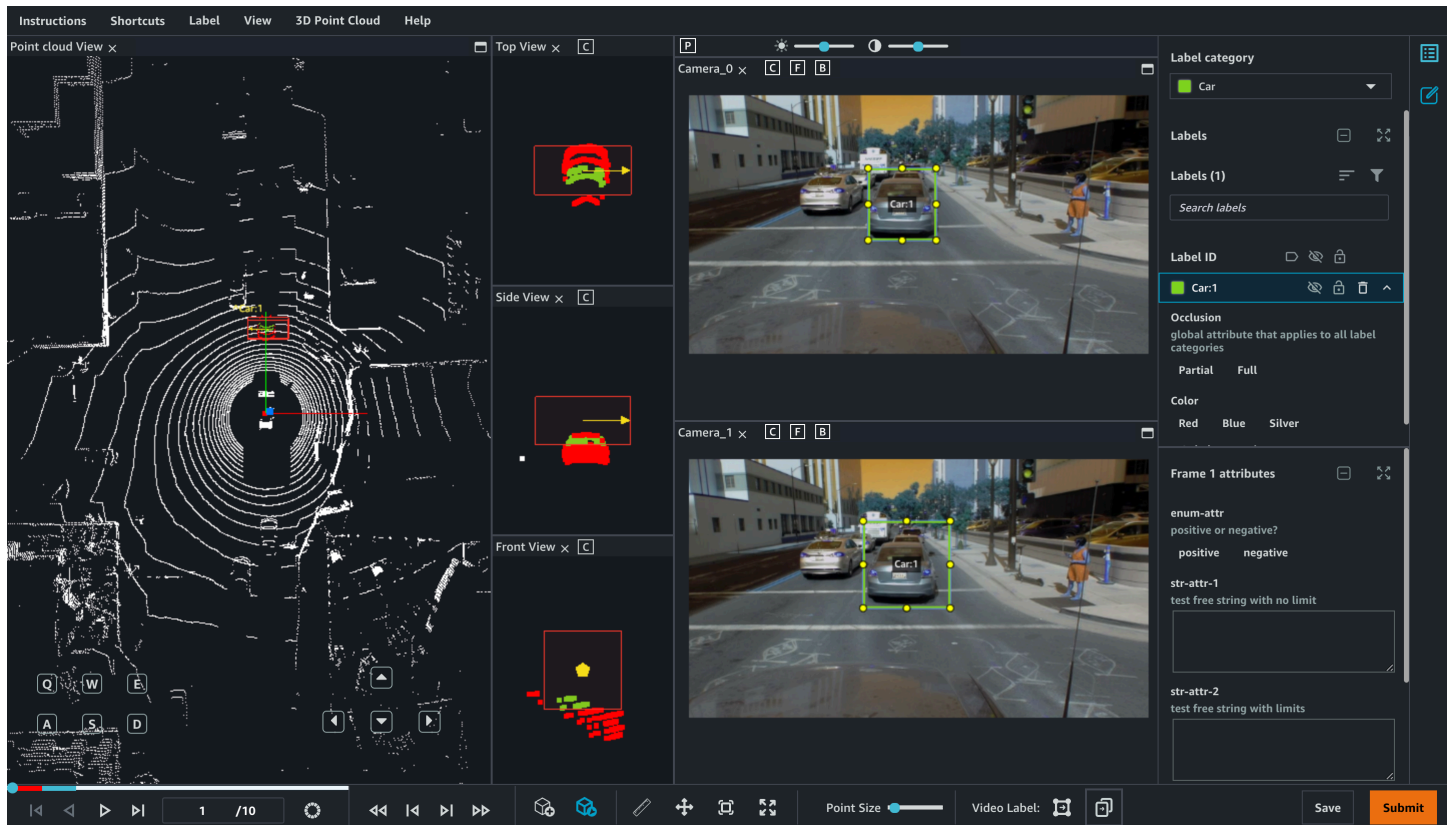 Instructions Shortcuts Label View 3D Point Cloud Help
Point cloud View
Car:1
Q W E
A S D
Top View C
Side View C
Front View C
P
Camera_0 C F B
Car:1
Camera_1 C F B
Car:1
Label category
Car
Labels
Labels (1)
Search labels
Label ID
Car:1
Occlusion
global attribute that applies to all label
categories
Partial Full
Color
Red Blue Silver
Frame 1 attributes
enum-attr
positive or negative?
positive negative
str-attr-1
test free string with no limit
str-attr-2
test free string with limits
1 /10
Point Size
Video Label:
Save
Submit